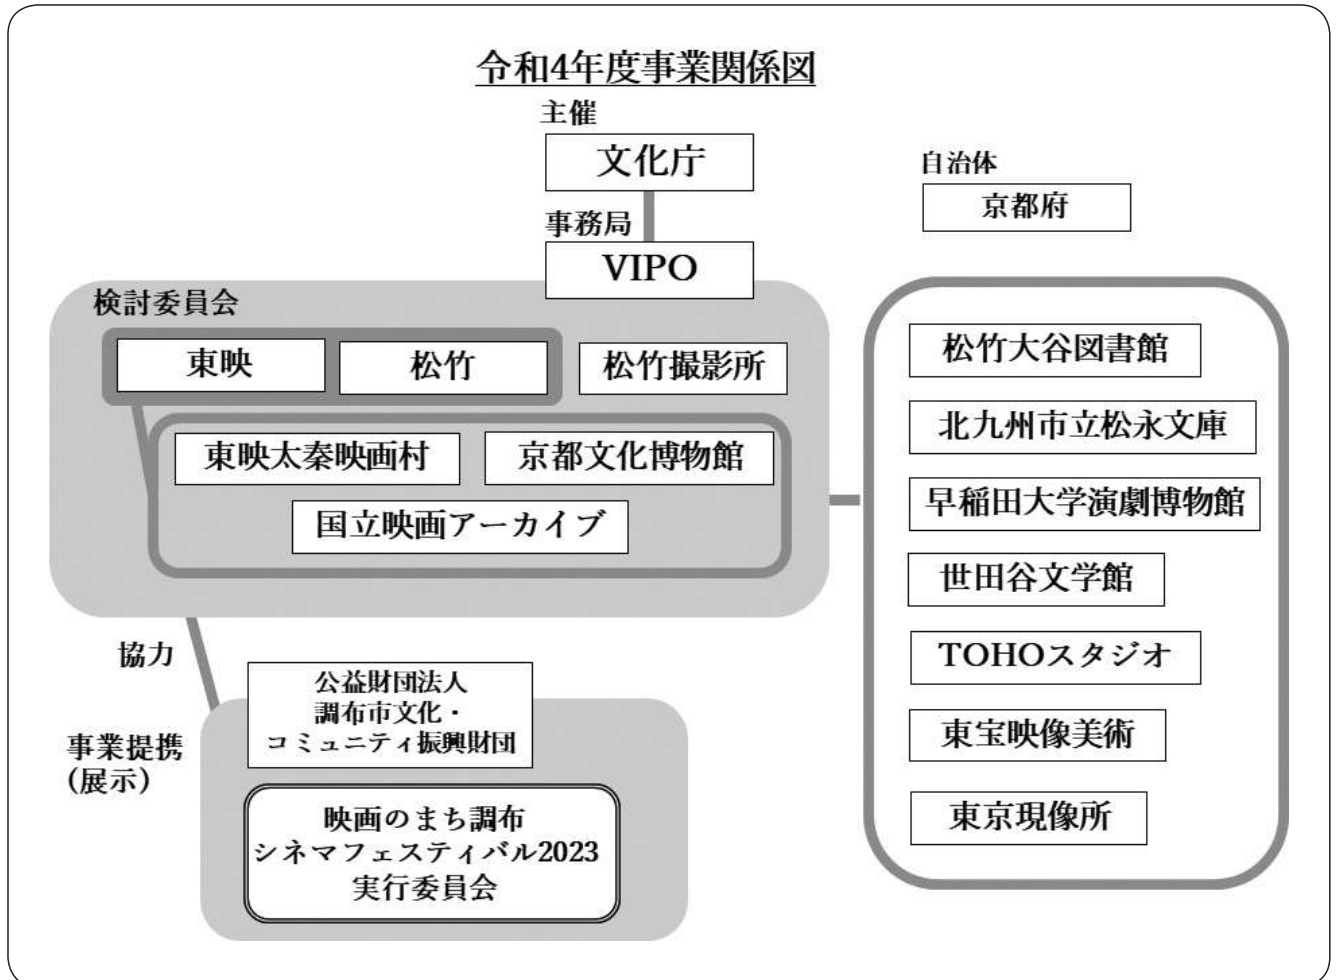 令和4年度事業関係図
主催
文化庁
事務局
VIPO
自治体
京都府
検討委員会
東映
松竹
松竹撮影所
東映太秦映画村
京都文化博物館
国立映画アーカイブ
協力
事業提携
(展示)
公益財団法人
調布市文化・
コミュニティ振興財団
映画のまち調布
シネマフェスティバル2023
実行委員会
松竹大谷図書館
北九州市立松永文庫
早稲田大学演劇博物館
世田谷文学館
TOHOスタジオ
東宝映像美術
東京現像所